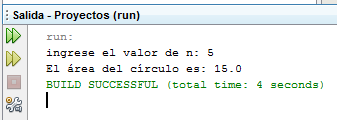 Salida - Proyectos (run)
run:
ingrese el valor de n: 5
El área del círculo es: 15.0
BUILD SUCCESSFUL (total time: 4 seconds)